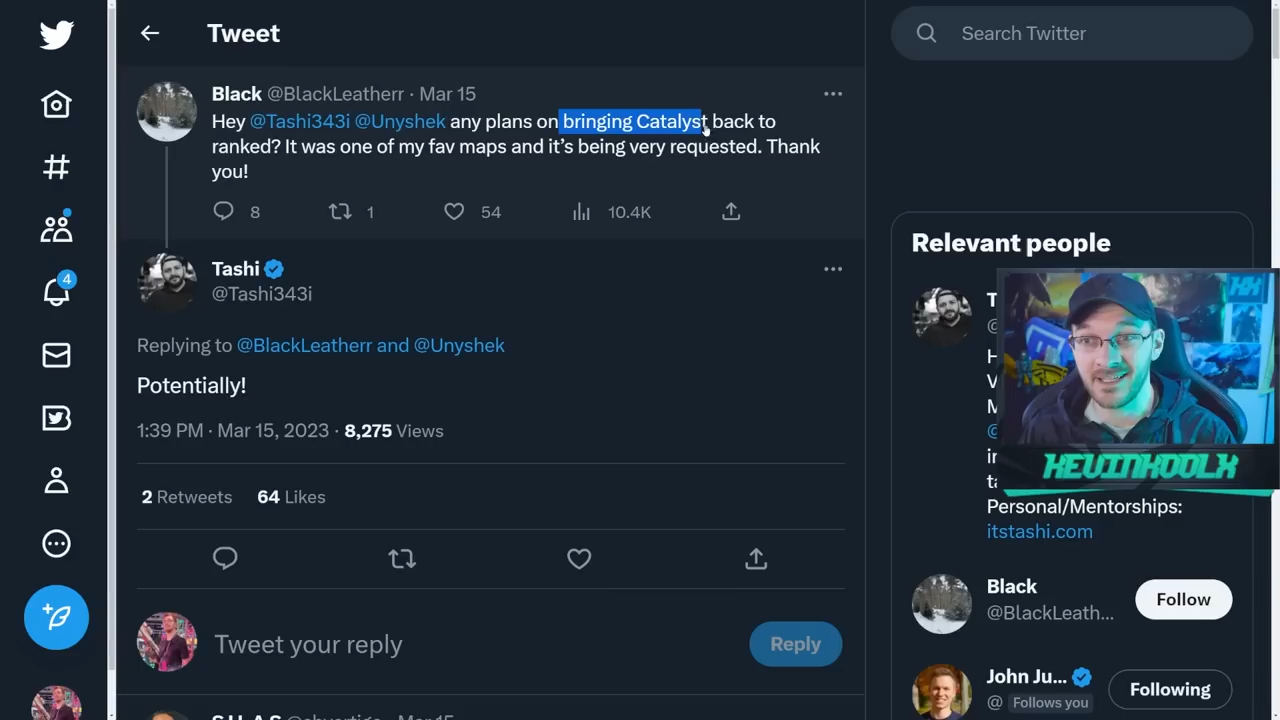 Tweet
Search Twitter
Black @BlackLeatherr · Mar 15
Hey @Tashi343i @Unyshek any plans on bringing Catalyst back to
ranked? It was one of my fav maps and it's being very requested. Thank
you!
8
1
54
10.4K
4
Tashi
@Tashi343i
Replying to @BlackLeatherr and @Unyshek
Potentially!
1:39 PM · Mar 15, 2023 · 8,275 Views
2 Retweets 64 Likes
Tweet your reply
Reply
Relevant people
KEVINKOOLX
Personal/Mentorships:
itstashi.com
Black
@BlackLeath...
Follow
John Ju...
@
Follows you
Following